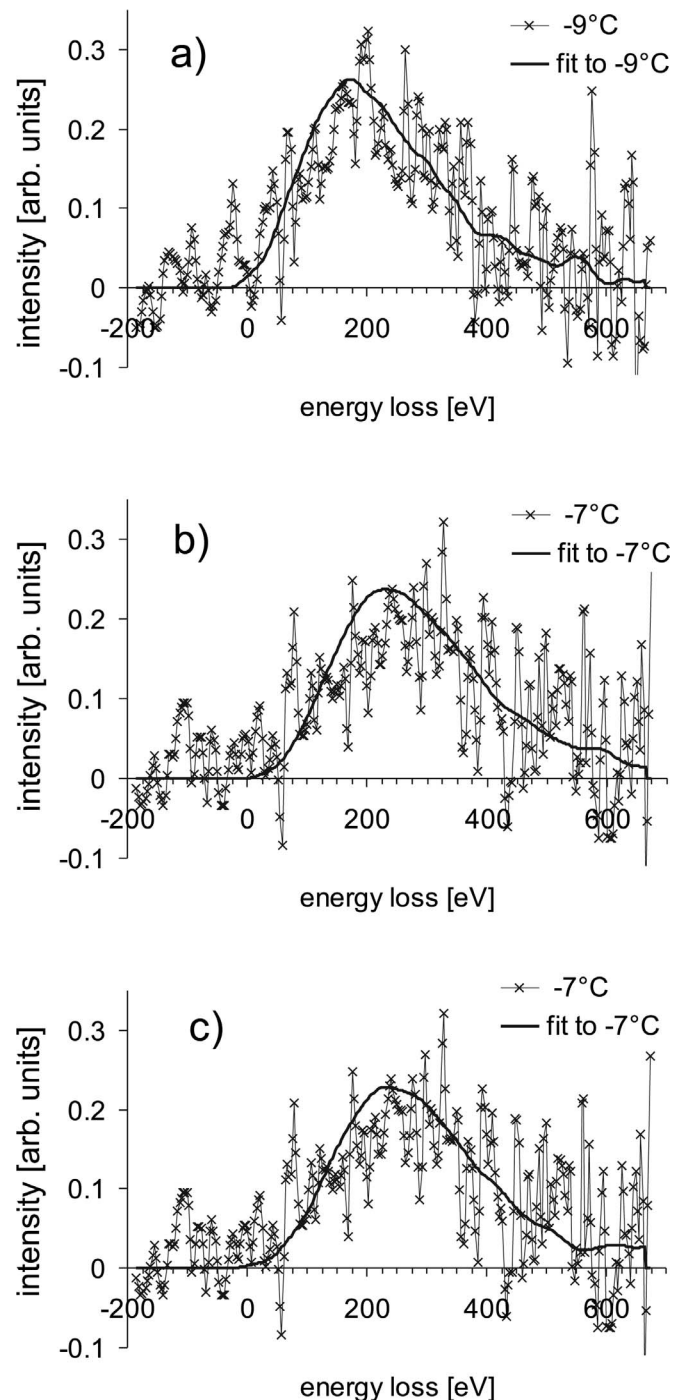 a)
-9°C
fit to -9°C
intensity [arb. units]
0.3
0.2
0.1
0
-0.1
-200 0 200 400 600
energy loss [eV]
b)
-7°C
fit to -7°C
intensity [arb. units]
0.3
0.2
0.1
0
-0.1
-200 0 200 400 600
energy loss [eV]
c)
-7°C
fit to -7°C
intensity [arb. units]
0.3
0.2
0.1
0
-0.1
-200 0 200 400 600
energy loss [eV]